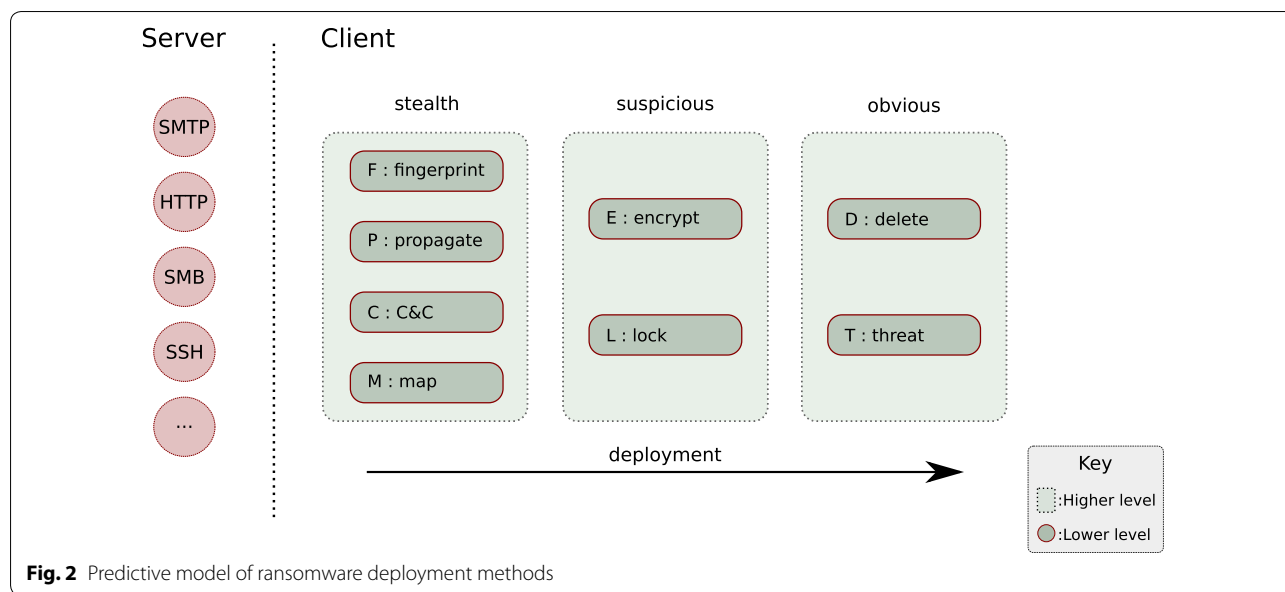 Server
Client
SMTP
HTTP
SMB
SSH
...
stealth
F : fingerprint
P : propagate
C : C&C
M : map
suspicious
E : encrypt
L : lock
obvious
D : delete
T : threat
deployment
Key
:Higher level
:Lower level
Fig. 2 Predictive model of ransomware deployment methods